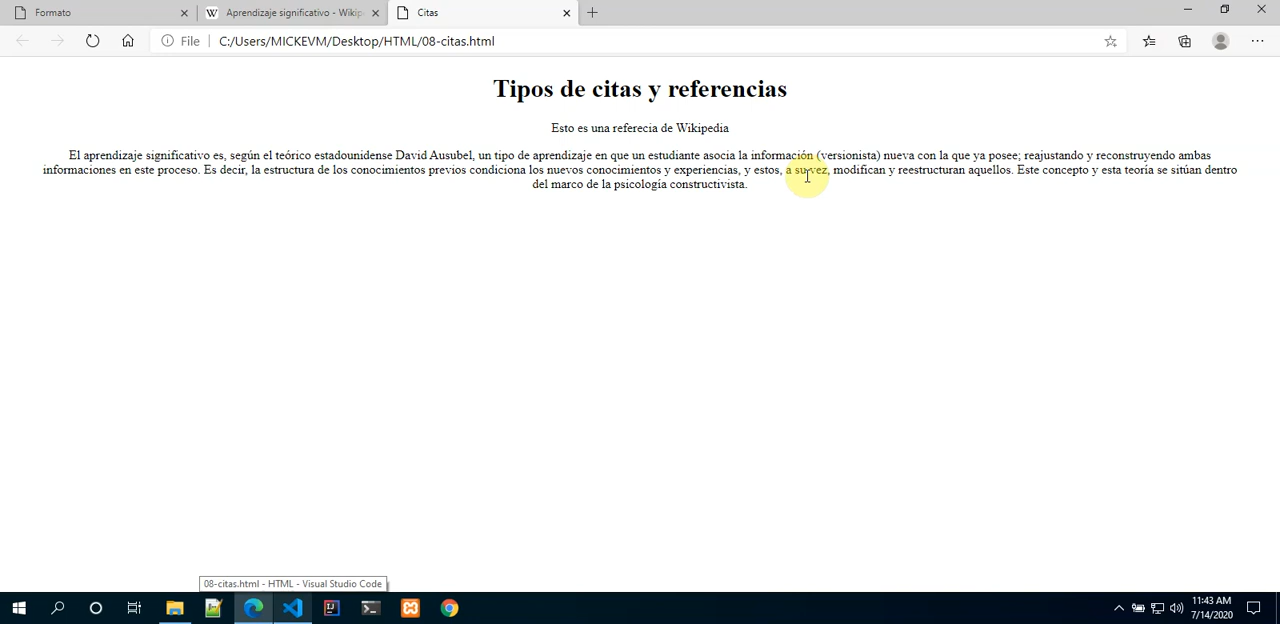 Formato
Aprendizaje significativo - Wikip
Citas
File
C:/Users/MICKEVM/Desktop/HTML/08-citas.html
Tipos de citas y referencias
Esto es una referecia de Wikipedia
El aprendizaje significativo es, según el teórico estadounidense David Ausubel, un tipo de aprendizaje en que un estudiante asocia la información (versionista) nueva con la que ya posee; reajustando y reconstruyendo ambas
informaciones en este proceso. Es decir, la estructura de los conocimientos previos condiciona los nuevos conocimientos y experiencias, y estos, a su vez, modifican y reestructuran aquellos. Este concepto y esta teoría se sitúan dentro
del marco de la psicología constructivista.
08-citas.html - HTML - Visual Studio Code
11:43 AM
7/14/2020